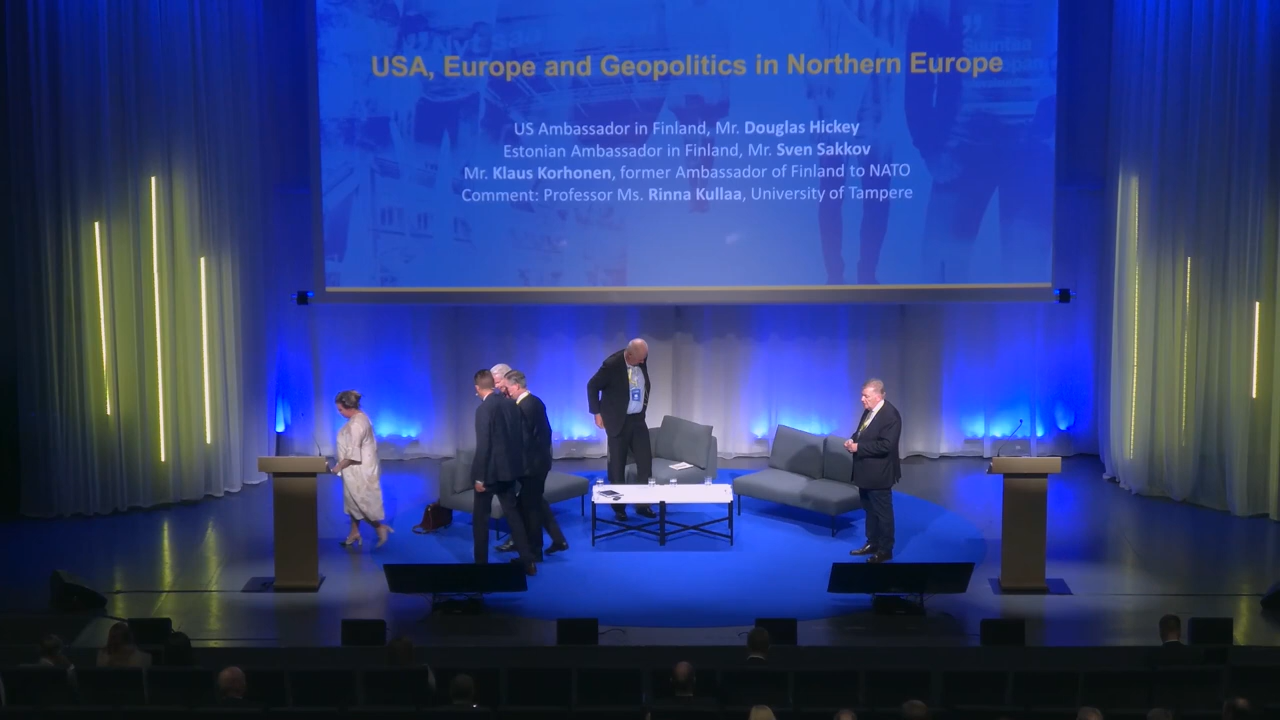 USA, Europe and Geopolitics in Northern Europe
US Ambassador in Finland, Mr. Douglas Hickey
Estonian Ambassador in Finland, Mr. Sven Sakkov
Mr. Klaus Korhonen, former Ambassador of Finland to NATO
Comment: Professor Ms. Rinna Kullaa, University of Tampere